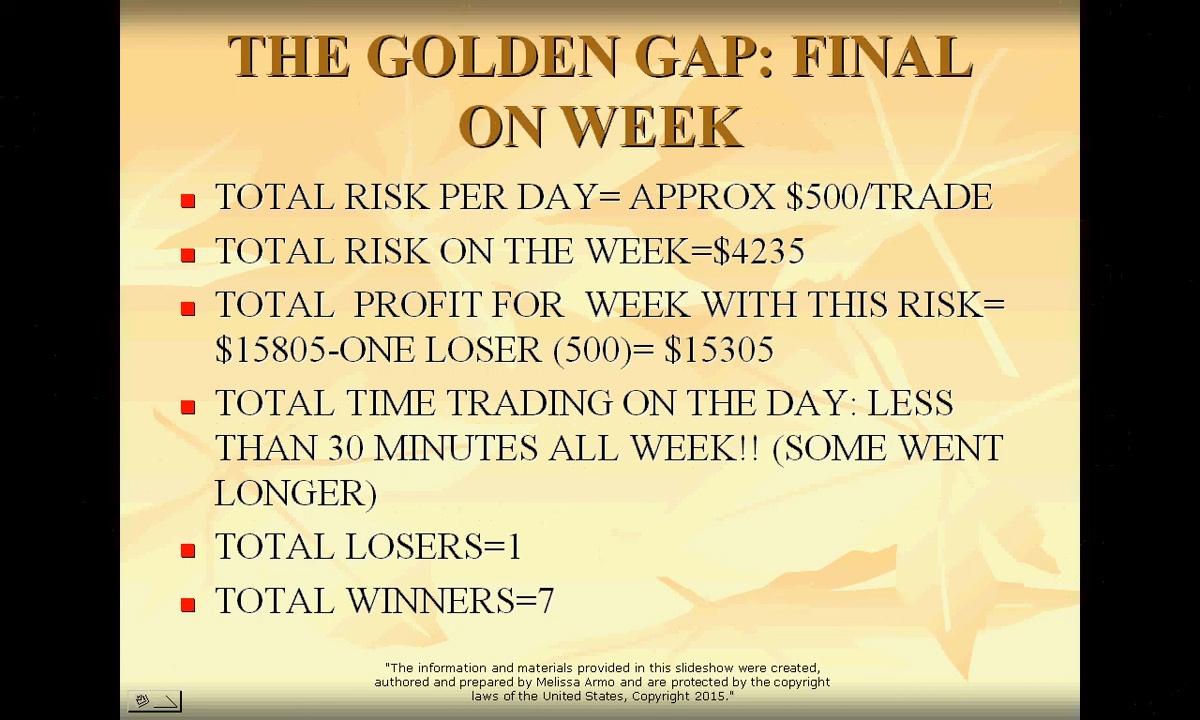 THE GOLDEN GAP: FINAL
ON WEEK
TOTAL RISK PER DAY= APPROX $500/TRADE
TOTAL RISK ON THE WEEK=$4235
TOTAL PROFIT FOR WEEK WITH THIS RISK=
$15805-ONE LOSER (500)= $15305
TOTAL TIME TRADING ON THE DAY: LESS
THAN 30 MINUTES ALL WEEK!! (SOME WENT
LONGER)
TOTAL LOSERS=1
TOTAL WINNERS=7
"The information and materials provided in this slideshow were created,
authored and prepared by Melissa Armo and are protected by the copyright
laws of the United States, Copyright 2015."